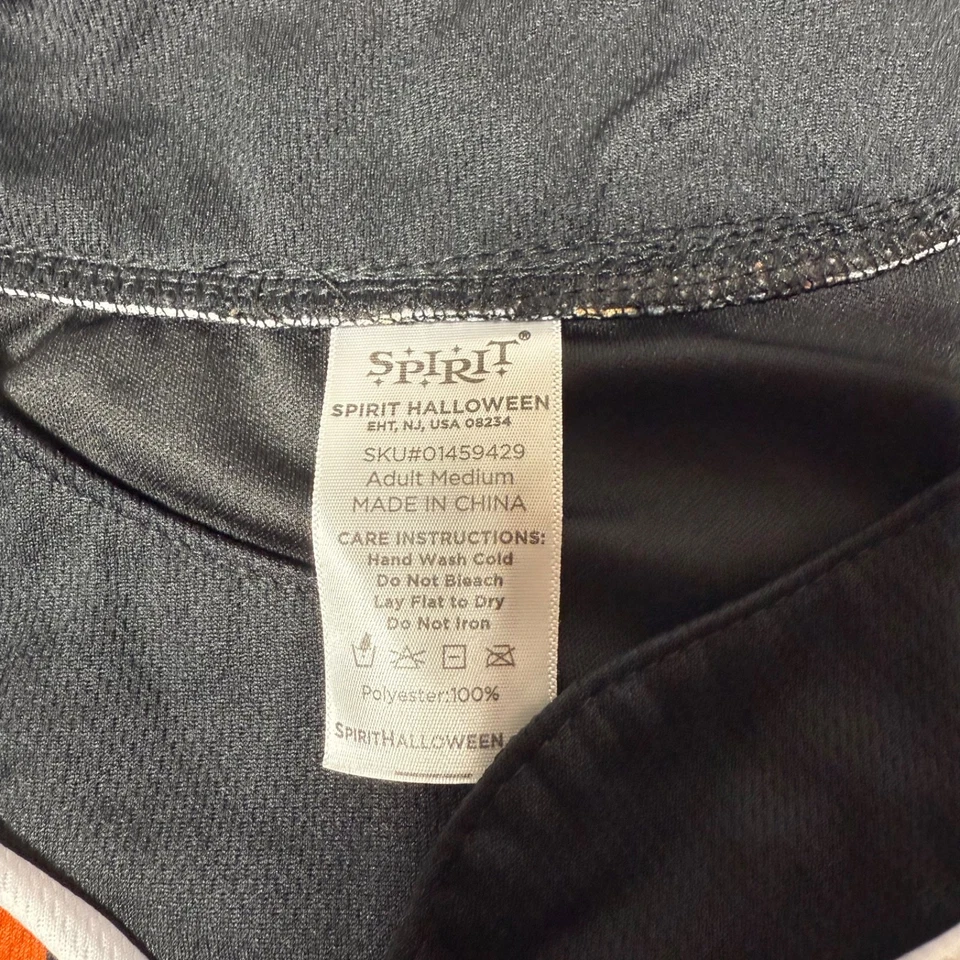 SPIRIT®
SPIRIT HALLOWEEN
EHT, NJ, USA 08234
SKU#01459429
Adult Medium
MADE IN CHINA
CARE INSTRUCTIONS:
Hand Wash Cold
Do Not Bleach
Lay Flat to Dry
Do Not Iron
Polyester:100%
SPIRITHALLOWEEN